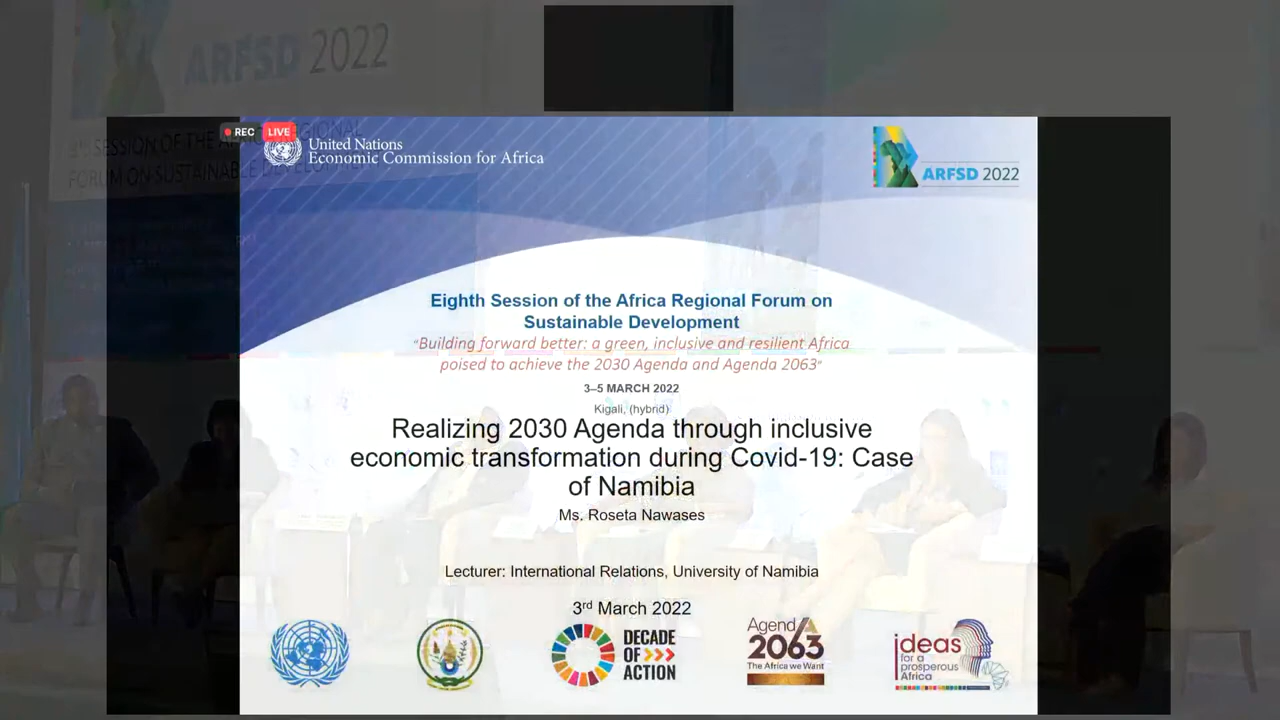 ARFSD 2022
REC LIVE
United Nations
Economic Commission for Africa
ARFSD 2022
Eighth Session of the Africa Regional Forum on
Sustainable Development
"Building forward better: a green, inclusive and resilient Africa
poised to achieve the 2030 Agenda and Agenda 2063"
3–5 MARCH 2022
Kigali, (hybrid)
Realizing 2030 Agenda through inclusive
economic transformation during Covid-19: Case
of Namibia
Ms. Roseta Nawases
Lecturer: International Relations, University of Namibia
3rd March 2022
DECADE
OF >>>
ACTION
Agenda
2063
The Africa we Want
ideas
for a
prosperous
Africa